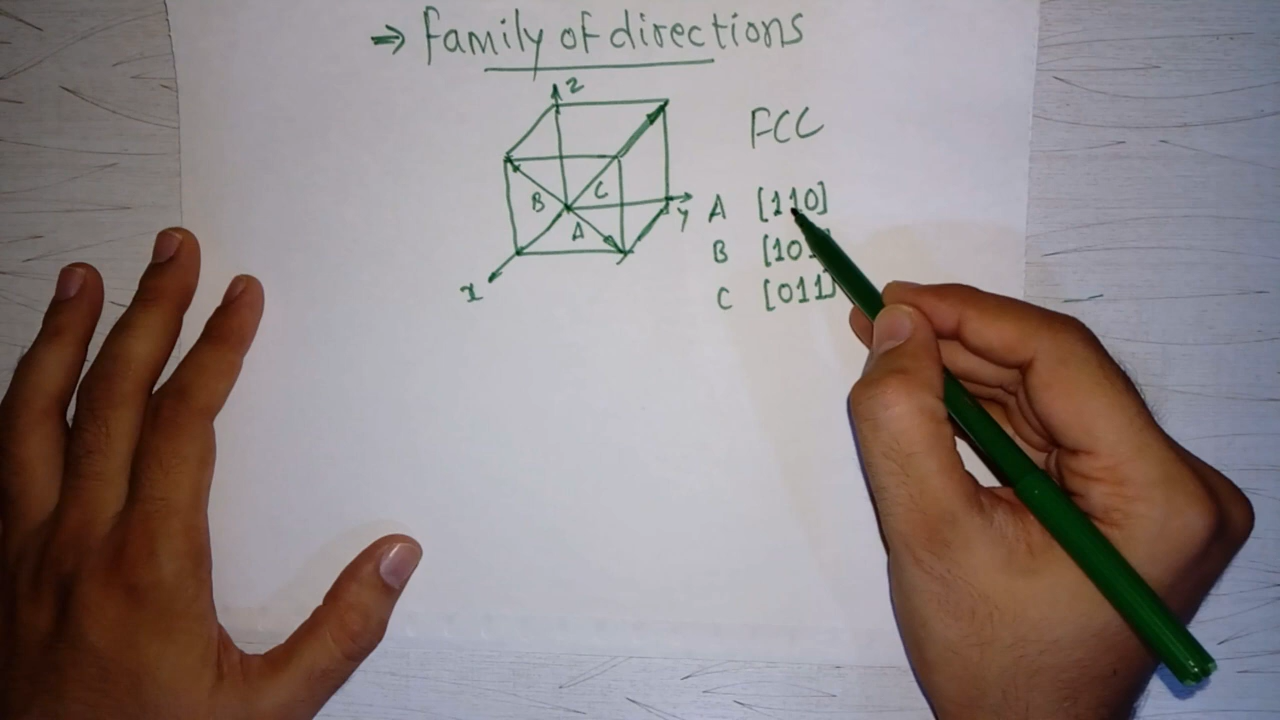 ⇒ Family of directions
z
FCC
B
C
y
A [110]
A
B [10
x
C [011]